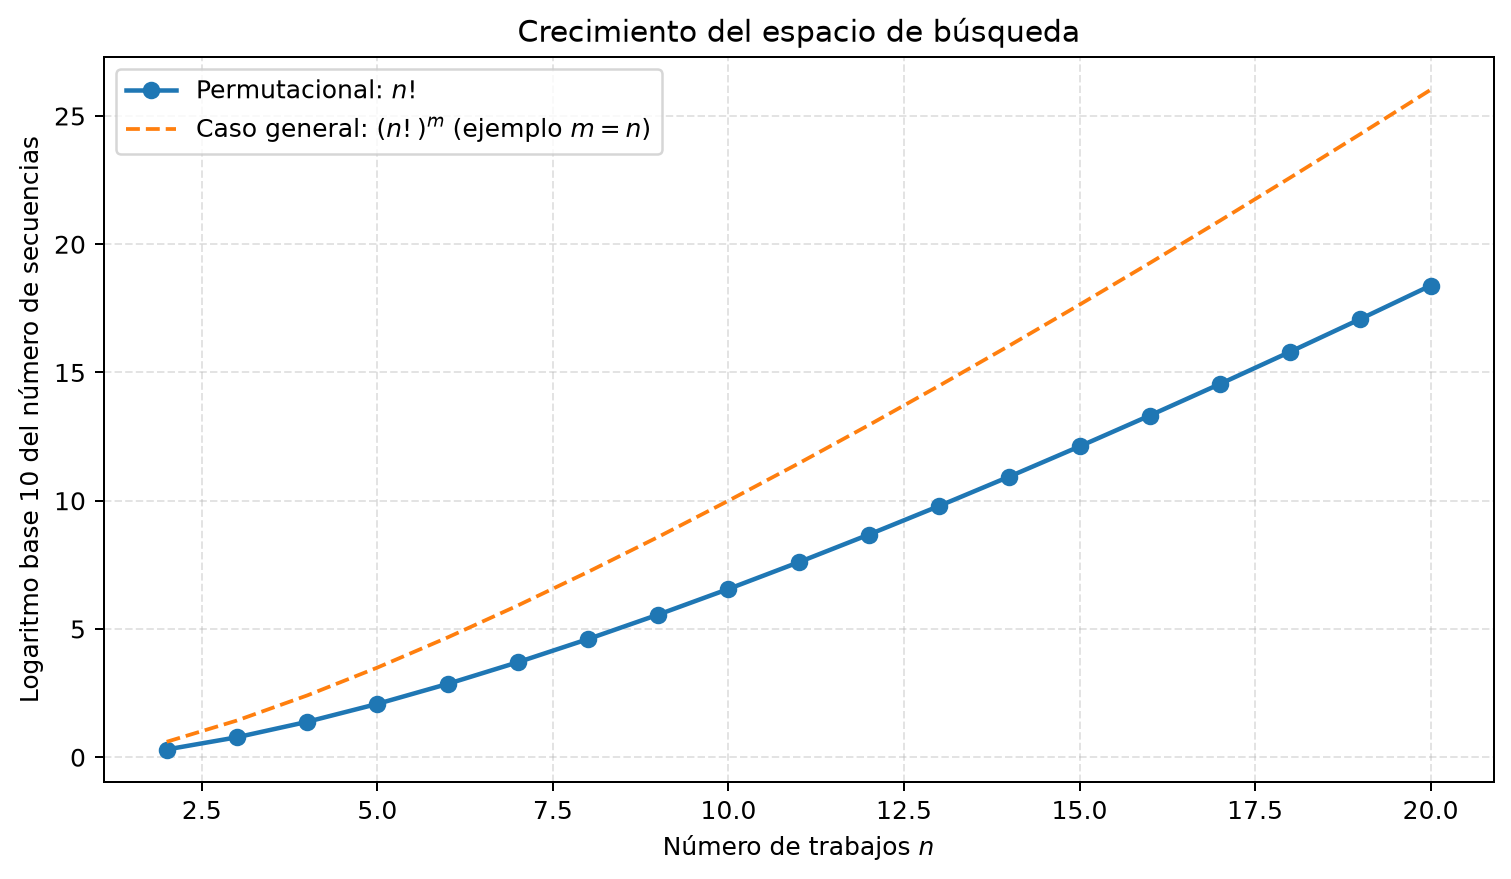 Crecimiento del espacio de búsqueda
Permutacional: n!
Caso general: (n!)^m (ejemplo m = n)
Logaritmo base 10 del número de secuencias
25
20
15
10
5
0
2.5 5.0 7.5 10.0 12.5 15.0 17.5 20.0
Número de trabajos n